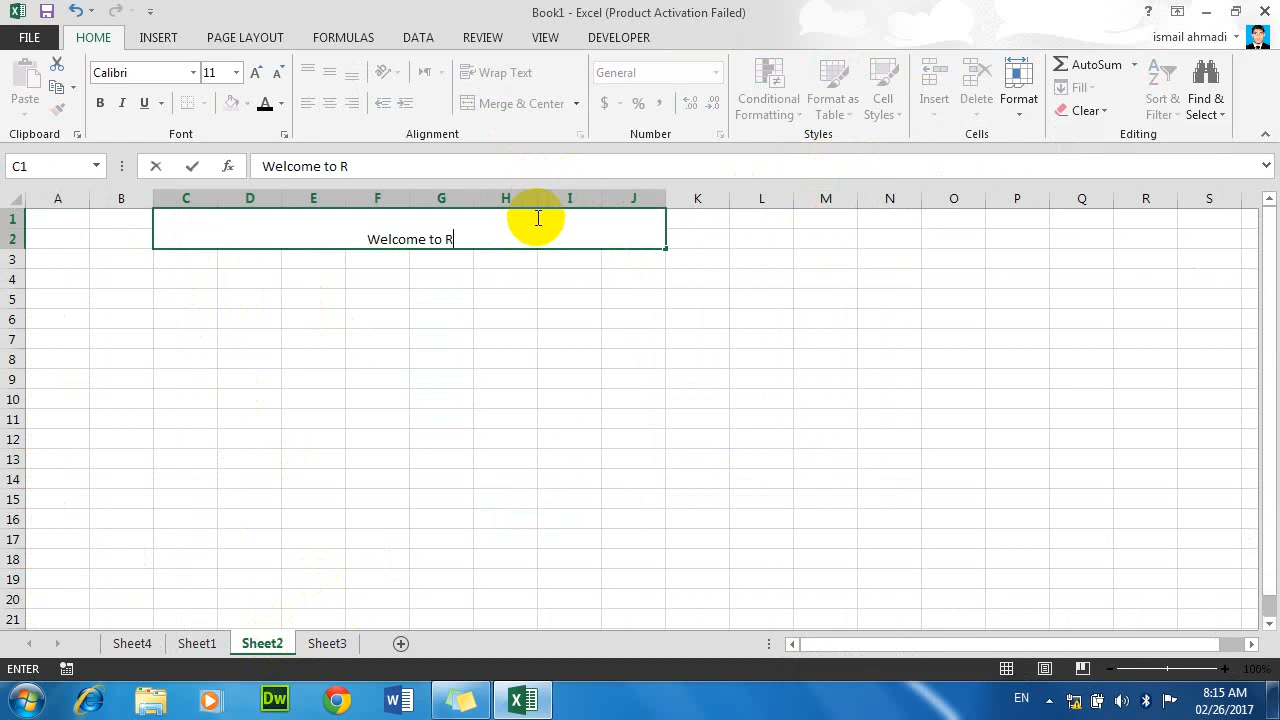 Book1 - Excel (Product Activation Failed)
FILE HOME INSERT PAGE LAYOUT FORMULAS DATA REVIEW VIEW DEVELOPER ismail ahmadi
Paste
Clipboard
Calibri 11
B I U A
Font
Wrap Text
Merge & Center
Alignment
General
$ % ,
Number
Conditional Formatting
Format as Table
Cell Styles
Styles
Insert Delete Format
Cells
AutoSum
Fill
Clear
Sort & Filter
Find & Select
Editing
C1 fx Welcome to R
A B C D E F G H I J K L M N O P Q R S
1
2 Welcome to R
3
4
5
6
7
8
9
10
11
12
13
14
15
16
17
18
19
20
21
Sheet4 Sheet1 Sheet2 Sheet3
ENTER 100%
Dw EN 8:15 AM
02/26/2017